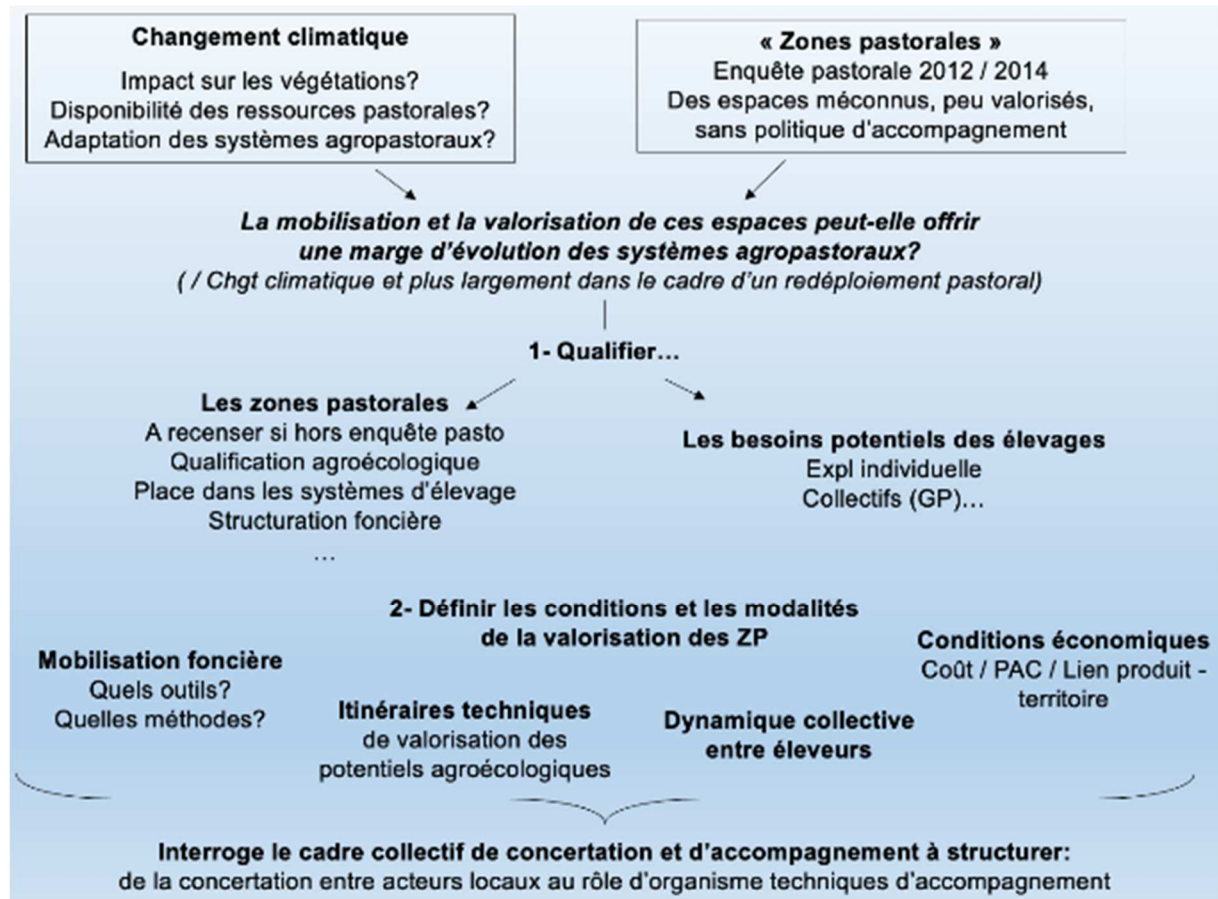 Changement climatique
Impact sur les végétations?
Disponibilité des ressources pastorales?
Adaptation des systèmes agropastoraux?
« Zones pastorales »
Enquête pastorale 2012 / 2014
Des espaces méconnus, peu valorisés,
sans politique d'accompagnement
La mobilisation et la valorisation de ces espaces peut-elle offrir
une marge d'évolution des systèmes agropastoraux?
( / Chgt climatique et plus largement dans le cadre d'un redéploiement pastoral)
1- Qualifier...
Les zones pastorales
A recenser si hors enquête pasto
Qualification agroécologique
Place dans les systèmes d'élevage
Structuration foncière
...
Les besoins potentiels des élevages
Expl individuelle
Collectifs (GP)...
2- Définir les conditions et les modalités
de la valorisation des ZP
Mobilisation foncière
Quels outils?
Quelles méthodes?
Itinéraires techniques
de valorisation des
potentiels agroécologiques
Dynamique collective
entre éleveurs
Conditions économiques
Coût / PAC / Lien produit -
territoire
Interroge le cadre collectif de concertation et d'accompagnement à structurer:
de la concertation entre acteurs locaux au rôle d'organisme techniques d'accompagnement